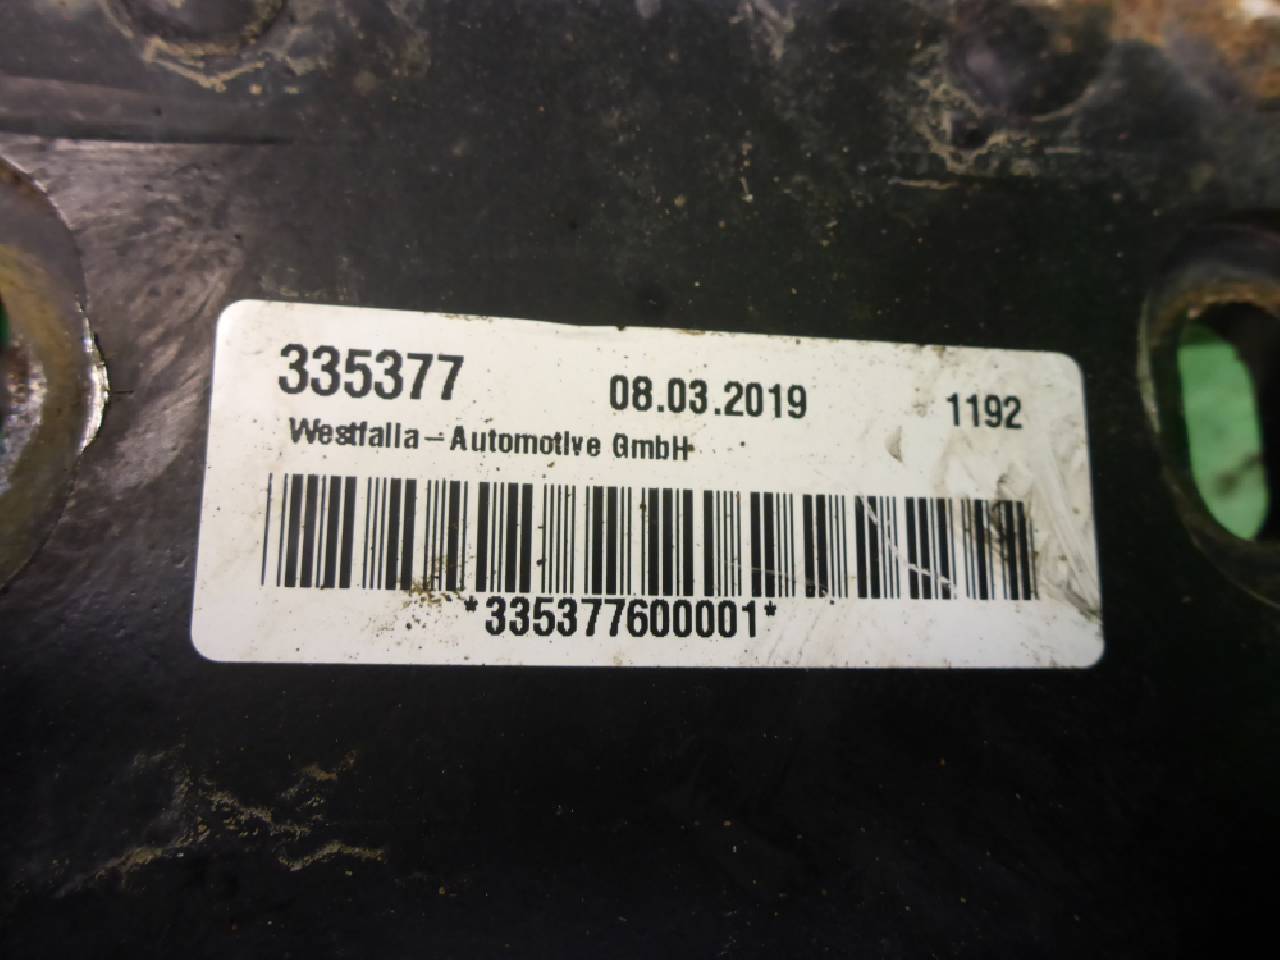 335377 08.03.2019 1192
Westfalia-Automotive GmbH
*335377600001*